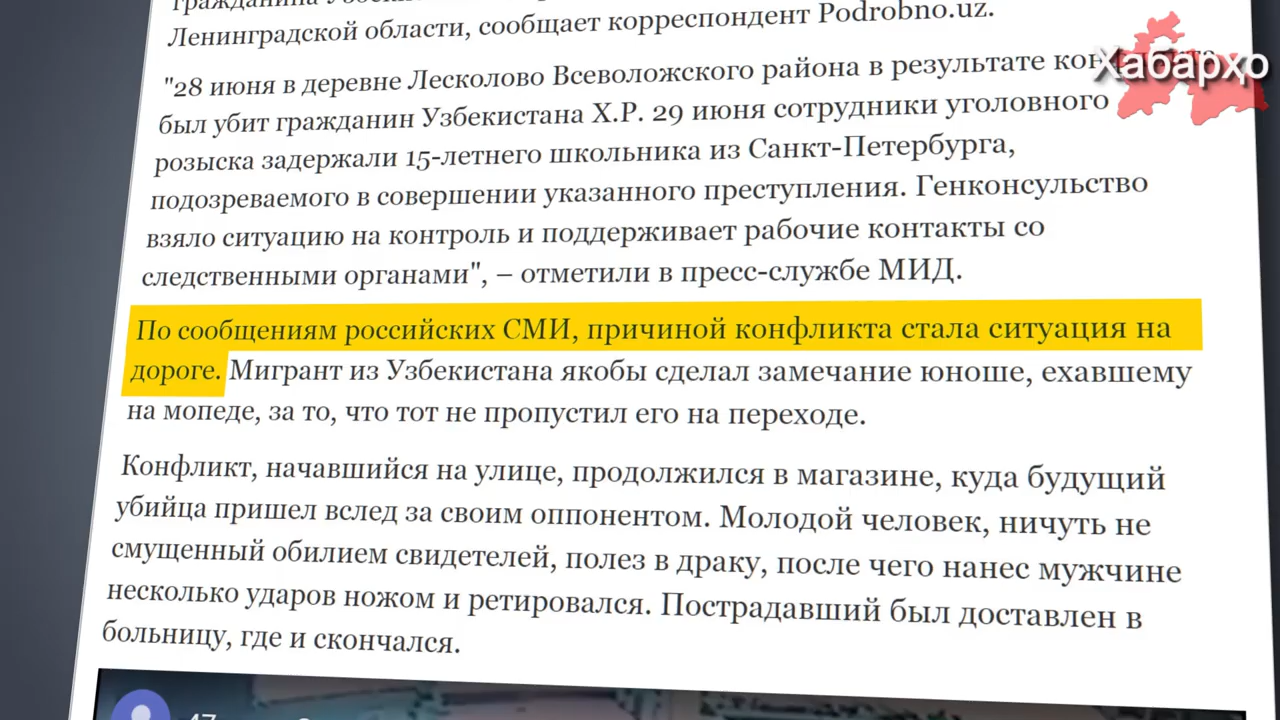 гражданина
Ленинградской области, сообщает корреспондент Podrobno.uz.
Хабарҳо
"28 июня в деревне Лесколово Всеволожского района в результате
был убит гражданин Узбекистана Х.Р. 29 июня сотрудники уголовного
розыска задержали 15-летнего школьника из Санкт-Петербурга,
подозреваемого в совершении указанного преступления. Генконсульство
взяло ситуацию на контроль и поддерживает рабочие контакты со
следственными органами", – отметили в пресс-службе МИД.
По сообщениям российских СМИ, причиной конфликта стала ситуация на
дороге. Мигрант из Узбекистана якобы сделал замечание юноше, ехавшему
на мопеде, за то, что тот не пропустил его на переходе.
Конфликт, начавшийся на улице, продолжился в магазине, куда будущий
убийца пришел вслед за своим оппонентом. Молодой человек, ничуть не
смущенный обилием свидетелей, полез в драку, после чего нанес мужчине
несколько ударов ножом и ретировался. Пострадавший был доставлен в
больницу, где и скончался.